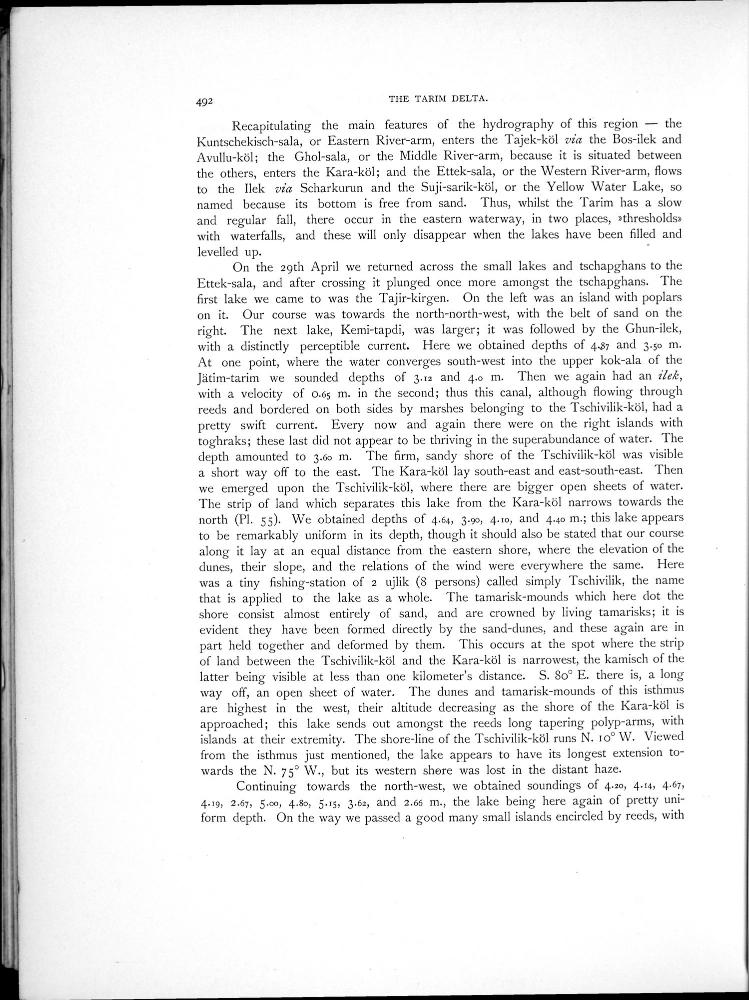 492
THE TARIM DELTA.
Recapitulating the main features of the hydrography of this region — the
Kuntschekisch-sala, or Eastern River-arm, enters the Tajek-köl via the Bos-ilek and
Avullu-köl; the Ghol-sala, or the Middle River-arm, because it is situated between
the others, enters the Kara-köl; and the Ettek-sala, or the Western River-arm, flows
to the Ilek via Scharkurun and the Suji-sarik-köl, or the Yellow Water Lake, so
named because its bottom is free from sand. Thus, whilst the Tarim has a slow
and regular fall, there occur in the eastern waterway, in two places, »thresholds»
with waterfalls, and these will only disappear when the lakes have been filled and
levelled up.
On the 29th April we returned across the small lakes and tschapghans to the
Ettek-sala, and after crossing it plunged once more amongst the tschapghans. The
first lake we came to was the Tajir-kirgen. On the left was an island with poplars
on it. Our course was towards the north-north-west, with the belt of sand on the
right. The next lake, Kemi-tapdi, was larger; it was followed by the Ghun-ilek,
with a distinctly perceptible current. Here we obtained depths of 4.87 and 3.50 m.
At one point, where the water converges south-west into the upper kok-ala of the
Jätim-tarim we sounded depths of 3.12 and 4.0 m. Then we again had an ilek,
with a velocity of 0.65 m. in the second; thus this canal, although flowing through
reeds and bordered on both sides by marshes belonging to the Tschivilik-köl, had a
pretty swift current. Every now and again there were on the right islands with
toghraks; these last did not appear to be thriving in the superabundance of water. The
depth amounted to 3.60 m. The firm, sandy shore of the Tschivilik-köl was visible
a short way off to the east. The Kara-köl lay south-east and east-south-east. Then
we emerged upon the Tschivilik-köl, where there are bigger open sheets of water.
The strip of land which separates this lake from the Kara-köl narrows towards the
north (Pl. 55). We obtained depths of 4.64, 3.90, 4.10, and 4.40 m.; this lake appears
to be remarkably uniform in its depth, though it should also be stated that our course
along it lay at an equal distance from the eastern shore, where the elevation of the
dunes, their slope, and the relations of the wind were everywhere the same. Here
was a tiny fishing-station of 2 ujlik (8 persons) called simply Tschivilik, the name
that is applied to the lake as a whole. The tamarisk-mounds which here dot the
shore consist almost entirely of sand, and are crowned by living tamarisks; it is
evident they have been formed directly by the sand-dunes, and these again are in
part held together and deformed by them. This occurs at the spot where the strip
of land between the Tschivilik-köl and the Kara-köl is narrowest, the kamisch of the
latter being visible at less than one kilometer's distance. S. 80° E. there is, a long
way off, an open sheet of water. The dunes and tamarisk-mounds of this isthmus
are highest in the west, their altitude decreasing as the shore of the Kara-köl is
approached; this lake sends out amongst the reeds long tapering polyp-arms, with
islands at their extremity. The shore-line of the Tschivilik-köl runs N. 10° W. Viewed
from the isthmus just mentioned, the lake appears to have its longest extension to-
wards the N. 75° W., but its western shore was lost in the distant haze.
Continuing towards the north-west, we obtained soundings of 4.20, 4.14, 4.67,
4.19, 2.67, 5.00, 4.80, 5.15, 3.62, and 2.66 m., the lake being here again of pretty uni-
form depth. On the way we passed a good many small islands encircled by reeds, with